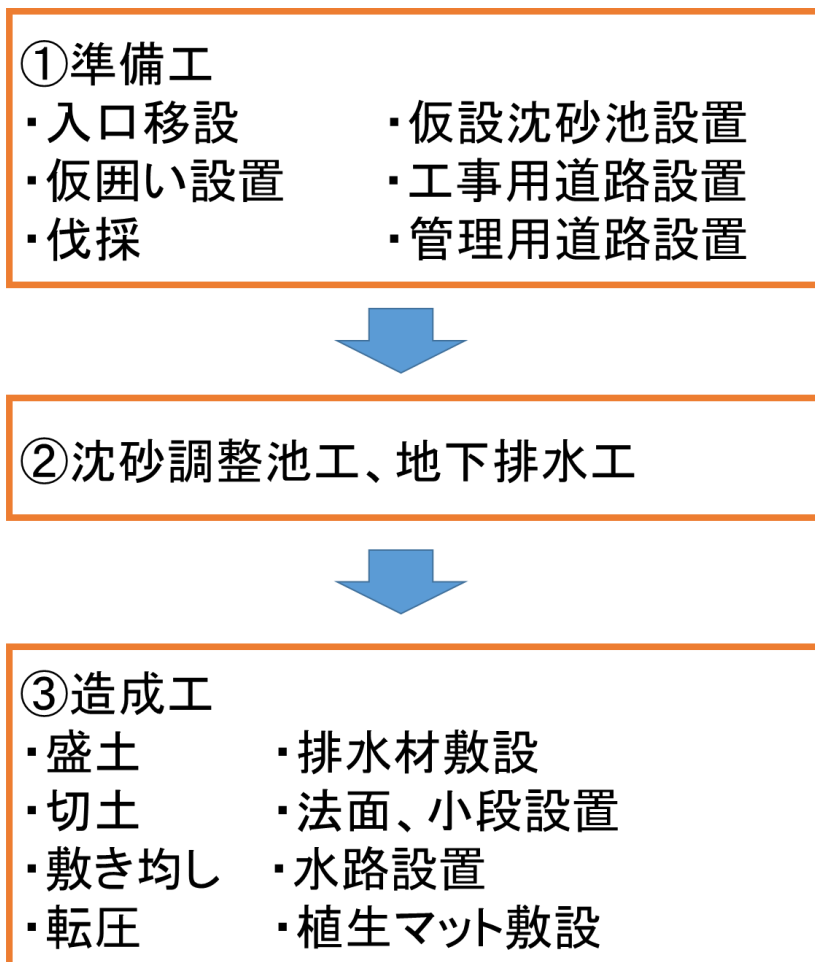 ①準備工
・入口移設　・仮設沈砂池設置
・仮囲い設置　・工事用道路設置
・伐採　・管理用道路設置
②沈砂調整池工、地下排水工
③造成工
・盛土　・排水材敷設
・切土　・法面、小段設置
・敷き均し　・水路設置
・転圧　・植生マット敷設